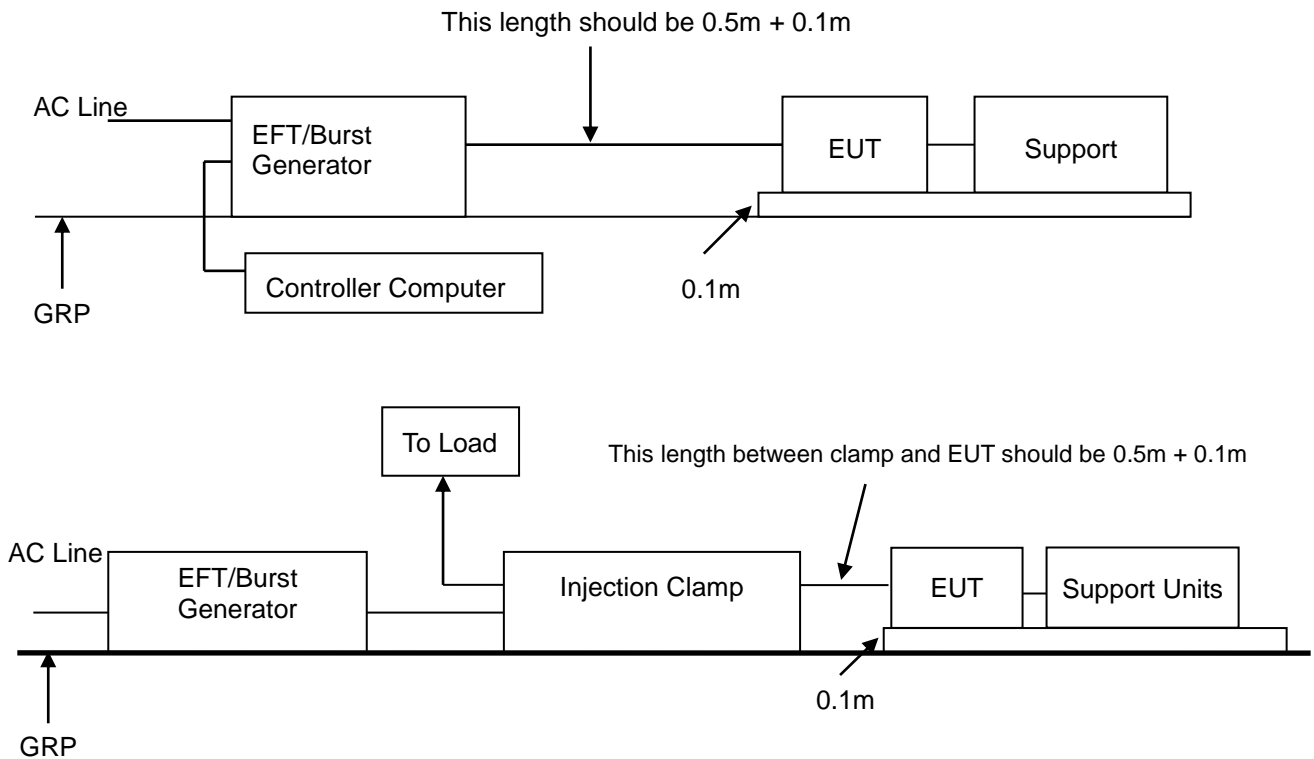 This length should be 0.5m + 0.1m
AC Line
EFT/Burst
Generator
EUT
Support
Controller Computer
0.1m
GRP
To Load
This length between clamp and EUT should be 0.5m + 0.1m
AC Line
EFT/Burst
Generator
Injection Clamp
EUT
Support Units
0.1m
GRP